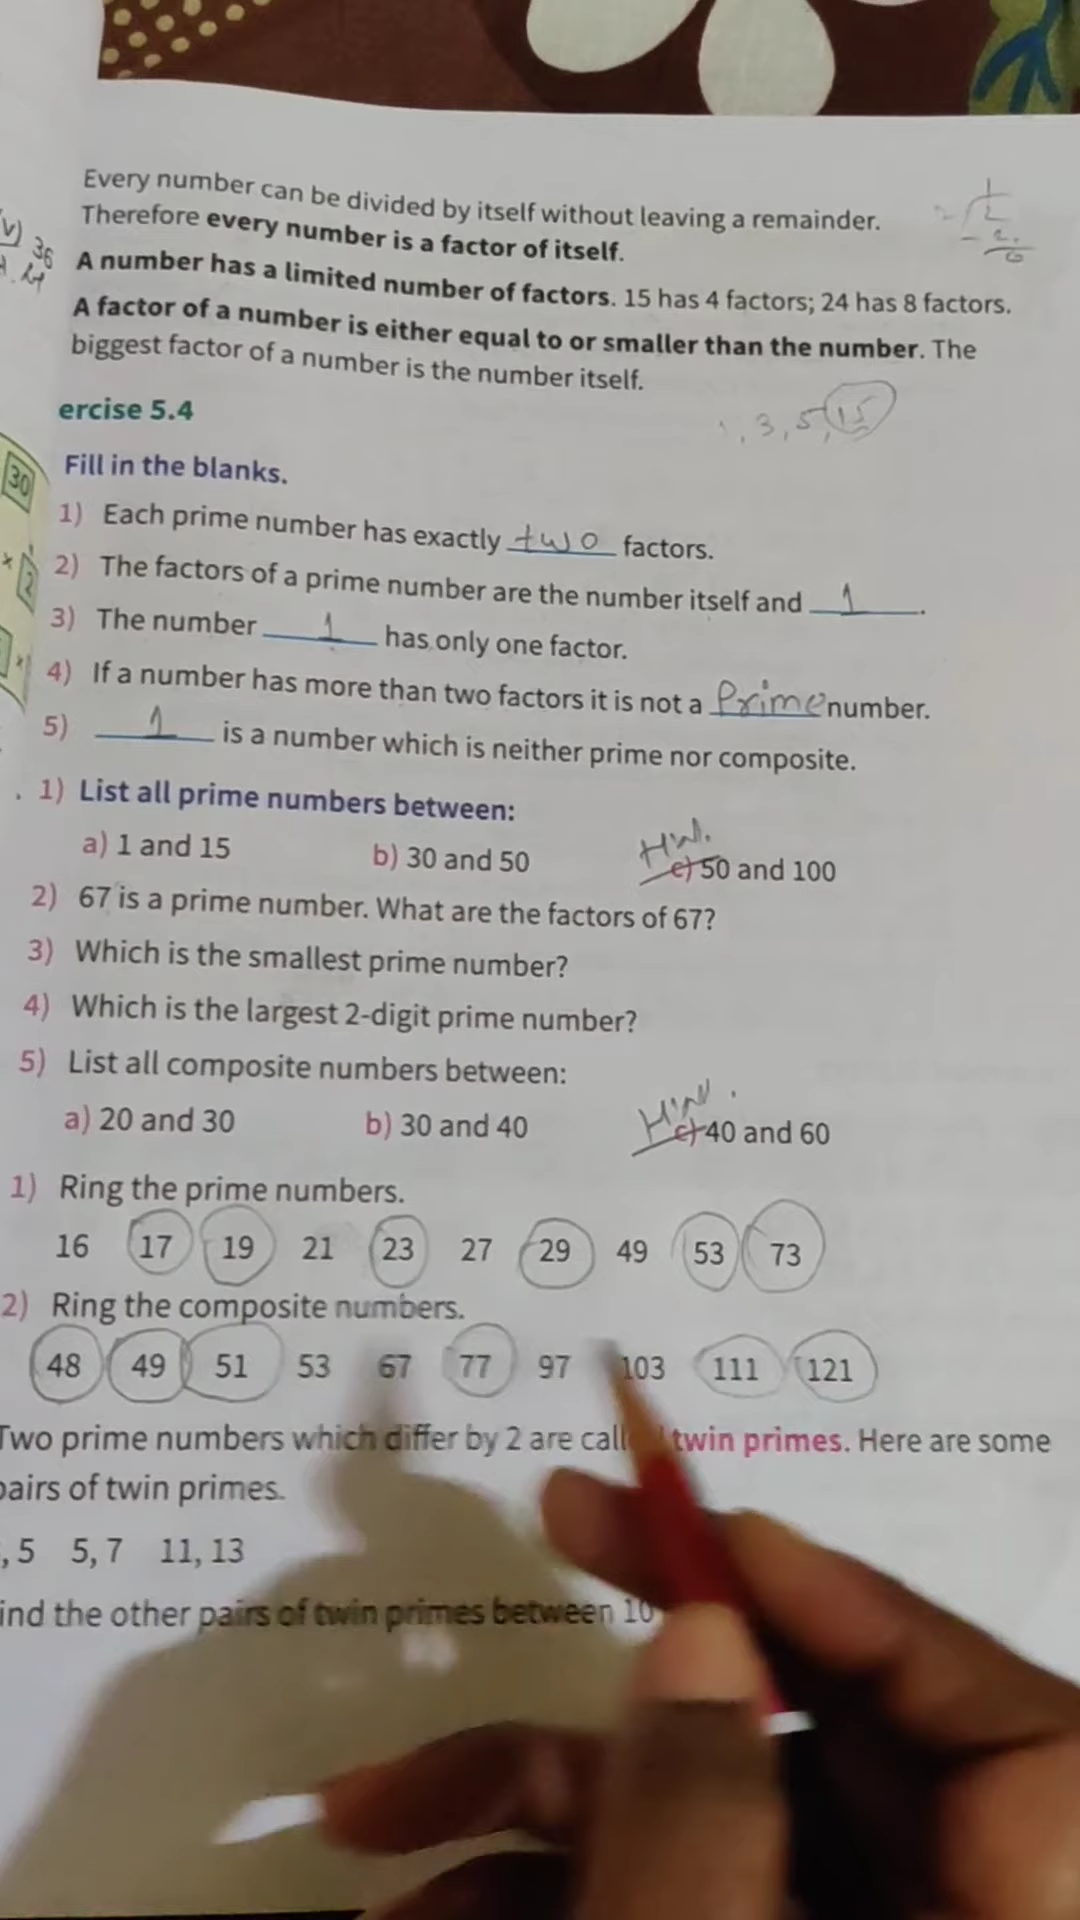 Every number can be divided by itself without leaving a remainder.
Therefore every number is a factor of itself.
A number has a limited number of factors. 15 has 4 factors; 24 has 8 factors.
A factor of a number is either equal to or smaller than the number. The
biggest factor of a number is the number itself.
3, 5, 15
ercise 5.4
Fill in the blanks.
1) Each prime number has exactly two factors.
2) The factors of a prime number are the number itself and 1.
3) The number 1 has only one factor.
4) If a number has more than two factors it is not a Prime number.
5) 1 is a number which is neither prime nor composite.
1) List all prime numbers between:
a) 1 and 15 b) 30 and 50 H.W. c) 50 and 100
2) 67 is a prime number. What are the factors of 67?
3) Which is the smallest prime number?
4) Which is the largest 2-digit prime number?
5) List all composite numbers between:
a) 20 and 30 b) 30 and 40 H.W. c) 40 and 60
1) Ring the prime numbers.
16 17 19 21 23 27 29 49 53 73
2) Ring the composite numbers.
48 49 51 53 67 77 97 103 111 121
Two prime numbers which differ by 2 are call twin primes. Here are some
pairs of twin primes.
, 5 5, 7 11, 13
ind the other pairs of twin primes between 10
v) 36
30